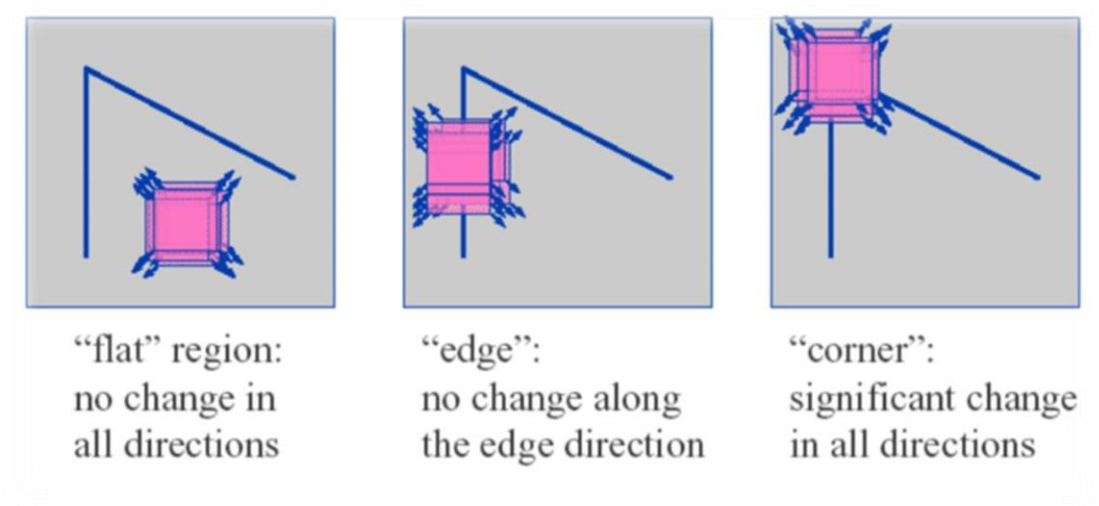 “flat” region:
no change in
all directions
“edge”:
no change along
the edge direction
“corner”:
significant change
in all directions